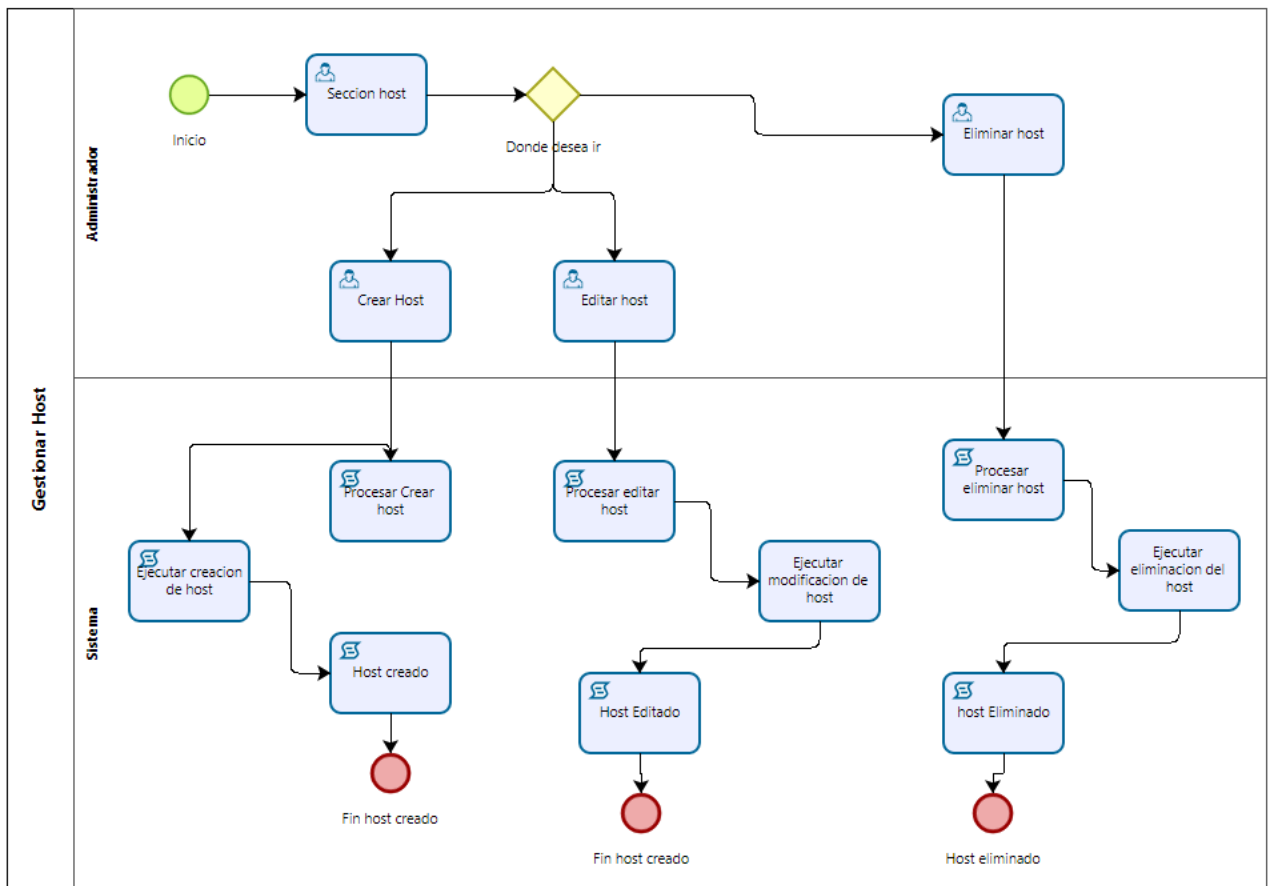 Gestionar Host
Administrador
Seccion host
Inicio
Donde desea ir
Eliminar host
Crear Host
Editar host
Sistema
Procesar Crear
host
Procesar editar
host
Procesar
eliminar host
Ejecutar creacion
de host
Ejecutar
modificacion de
host
Ejecutar
eliminacion del
host
Host creado
Host Editado
host Eliminado
Fin host creado
Fin host creado
Host eliminado